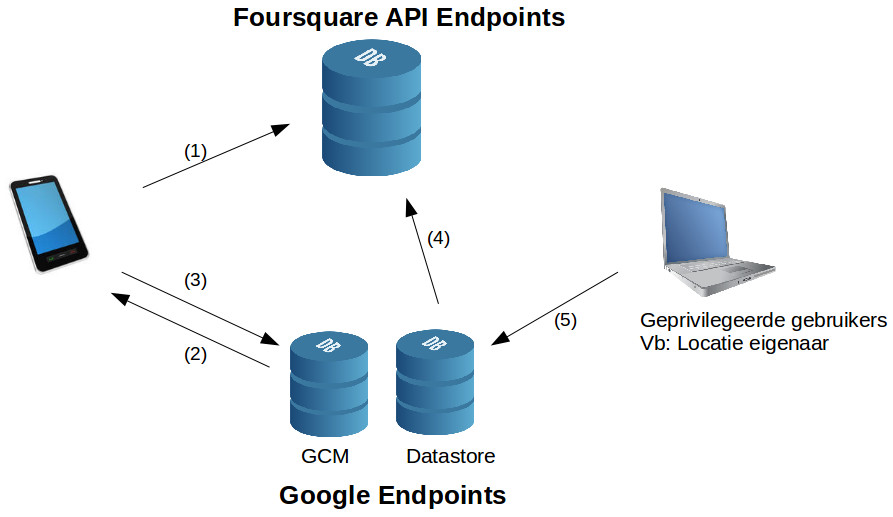 Foursquare API Endpoints
DB
(1)
(4)
(3)
(5)
(2)
Geprivilegeerde gebruikers
Vb: Locatie eigenaar
DB
DB
GCM
Datastore
Google Endpoints